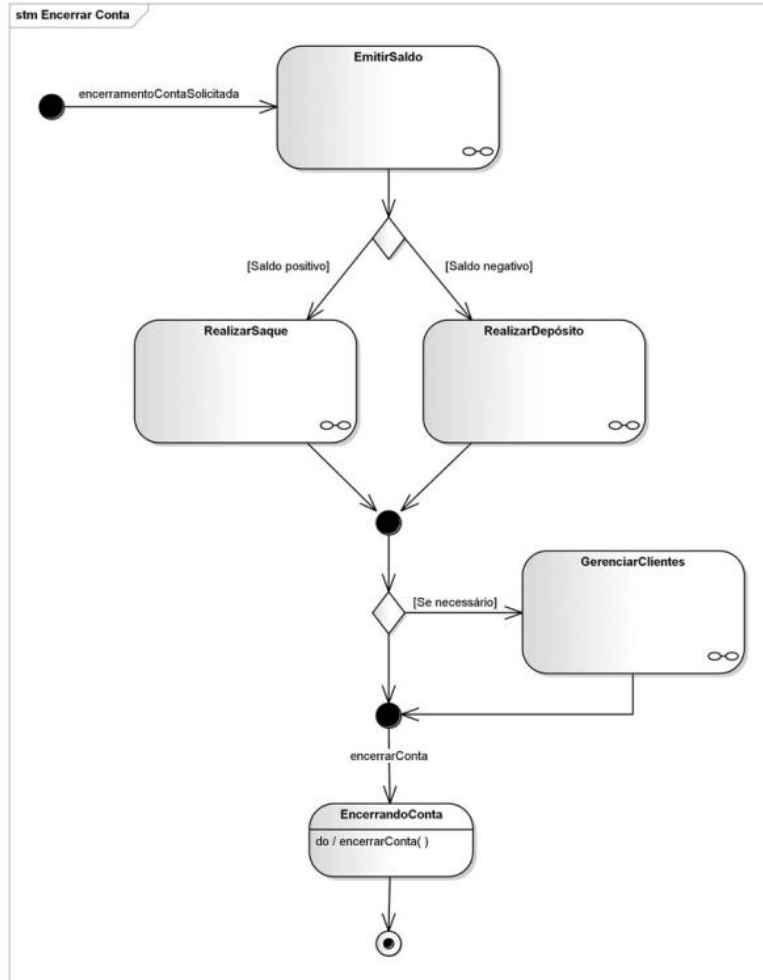 stm Encerrar Conta
EmitirSaldo
encerramentoContaSolicitada
[Saldo positivo]
[Saldo negativo]
RealizarSaque
RealizarDepósito
GerenciarClientes
[Se necessário]
encerrarConta
EncerrandoConta
do / encerrarConta( )